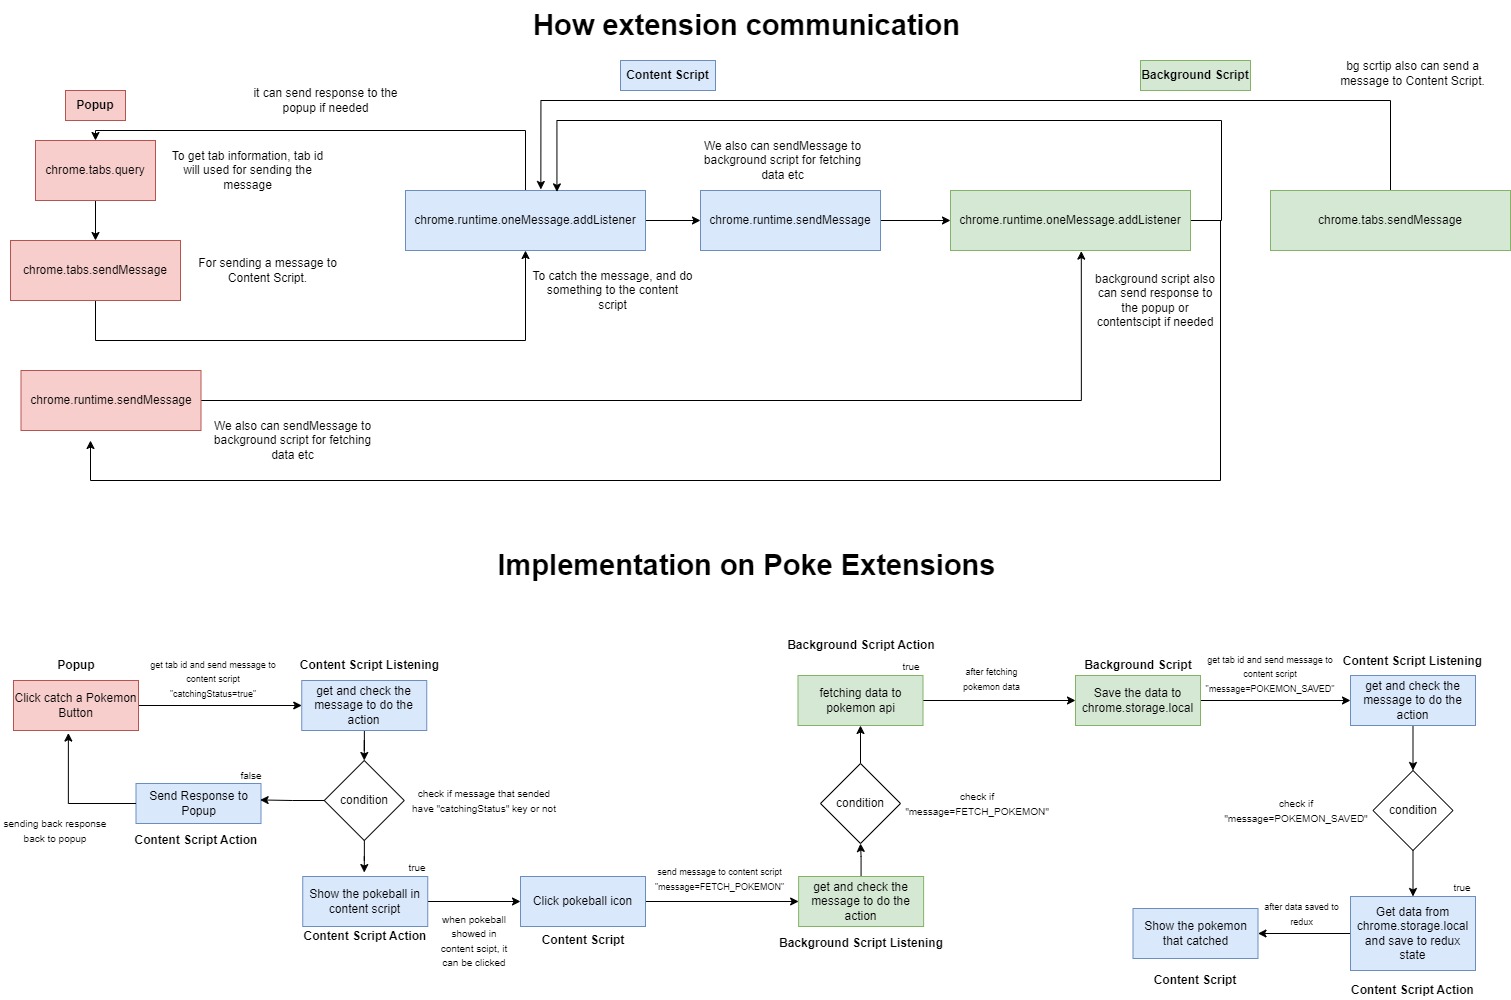 How extension communication
Content Script
Background Script
bg scrtip also can send a
message to Content Script.
Popup
it can send response to the
popup if needed
chrome.tabs.query
To get tab information, tab id
will used for sending the
message
We also can sendMessage to
background script for fetching
data etc
chrome.runtime.oneMessage.addListener
chrome.runtime.sendMessage
chrome.runtime.oneMessage.addListener
chrome.tabs.sendMessage
chrome.tabs.sendMessage
For sending a message to
Content Script.
To catch the message, and do
something to the content
script
background script also
can send response to
the popup or
contentscipt if needed
chrome.runtime.sendMessage
We also can sendMessage to
background script for fetching
data etc
Implementation on Poke Extensions
Popup
Click catch a Pokemon
Button
get tab id and send message to
content script
"catchingStatus=true"
Content Script Listening
get and check the
message to do the
action
condition
check if message that sended
have "catchingStatus" key or not
false
Send Response to
Popup
Content Script Action
sending back response
back to popup
true
Show the pokeball in
content script
Content Script Action
when pokeball
showed in
content scipt, it
can be clicked
Click pokeball icon
Content Script
send message to content script
"message=FETCH_POKEMON"
get and check the
message to do the
action
Background Script Listening
condition
check if
"message=FETCH_POKEMON"
Background Script Action
true
fetching data to
pokemon api
after fetching
pokemon data
Background Script
Save the data to
chrome.storage.local
get tab id and send message to
content script
"message=POKEMON_SAVED"
Content Script Listening
get and check the
message to do the
action
condition
check if
"message=POKEMON_SAVED"
true
Get data from
chrome.storage.local
and save to redux
state
Content Script Action
after data saved to
redux
Show the pokemon
that catched
Content Script